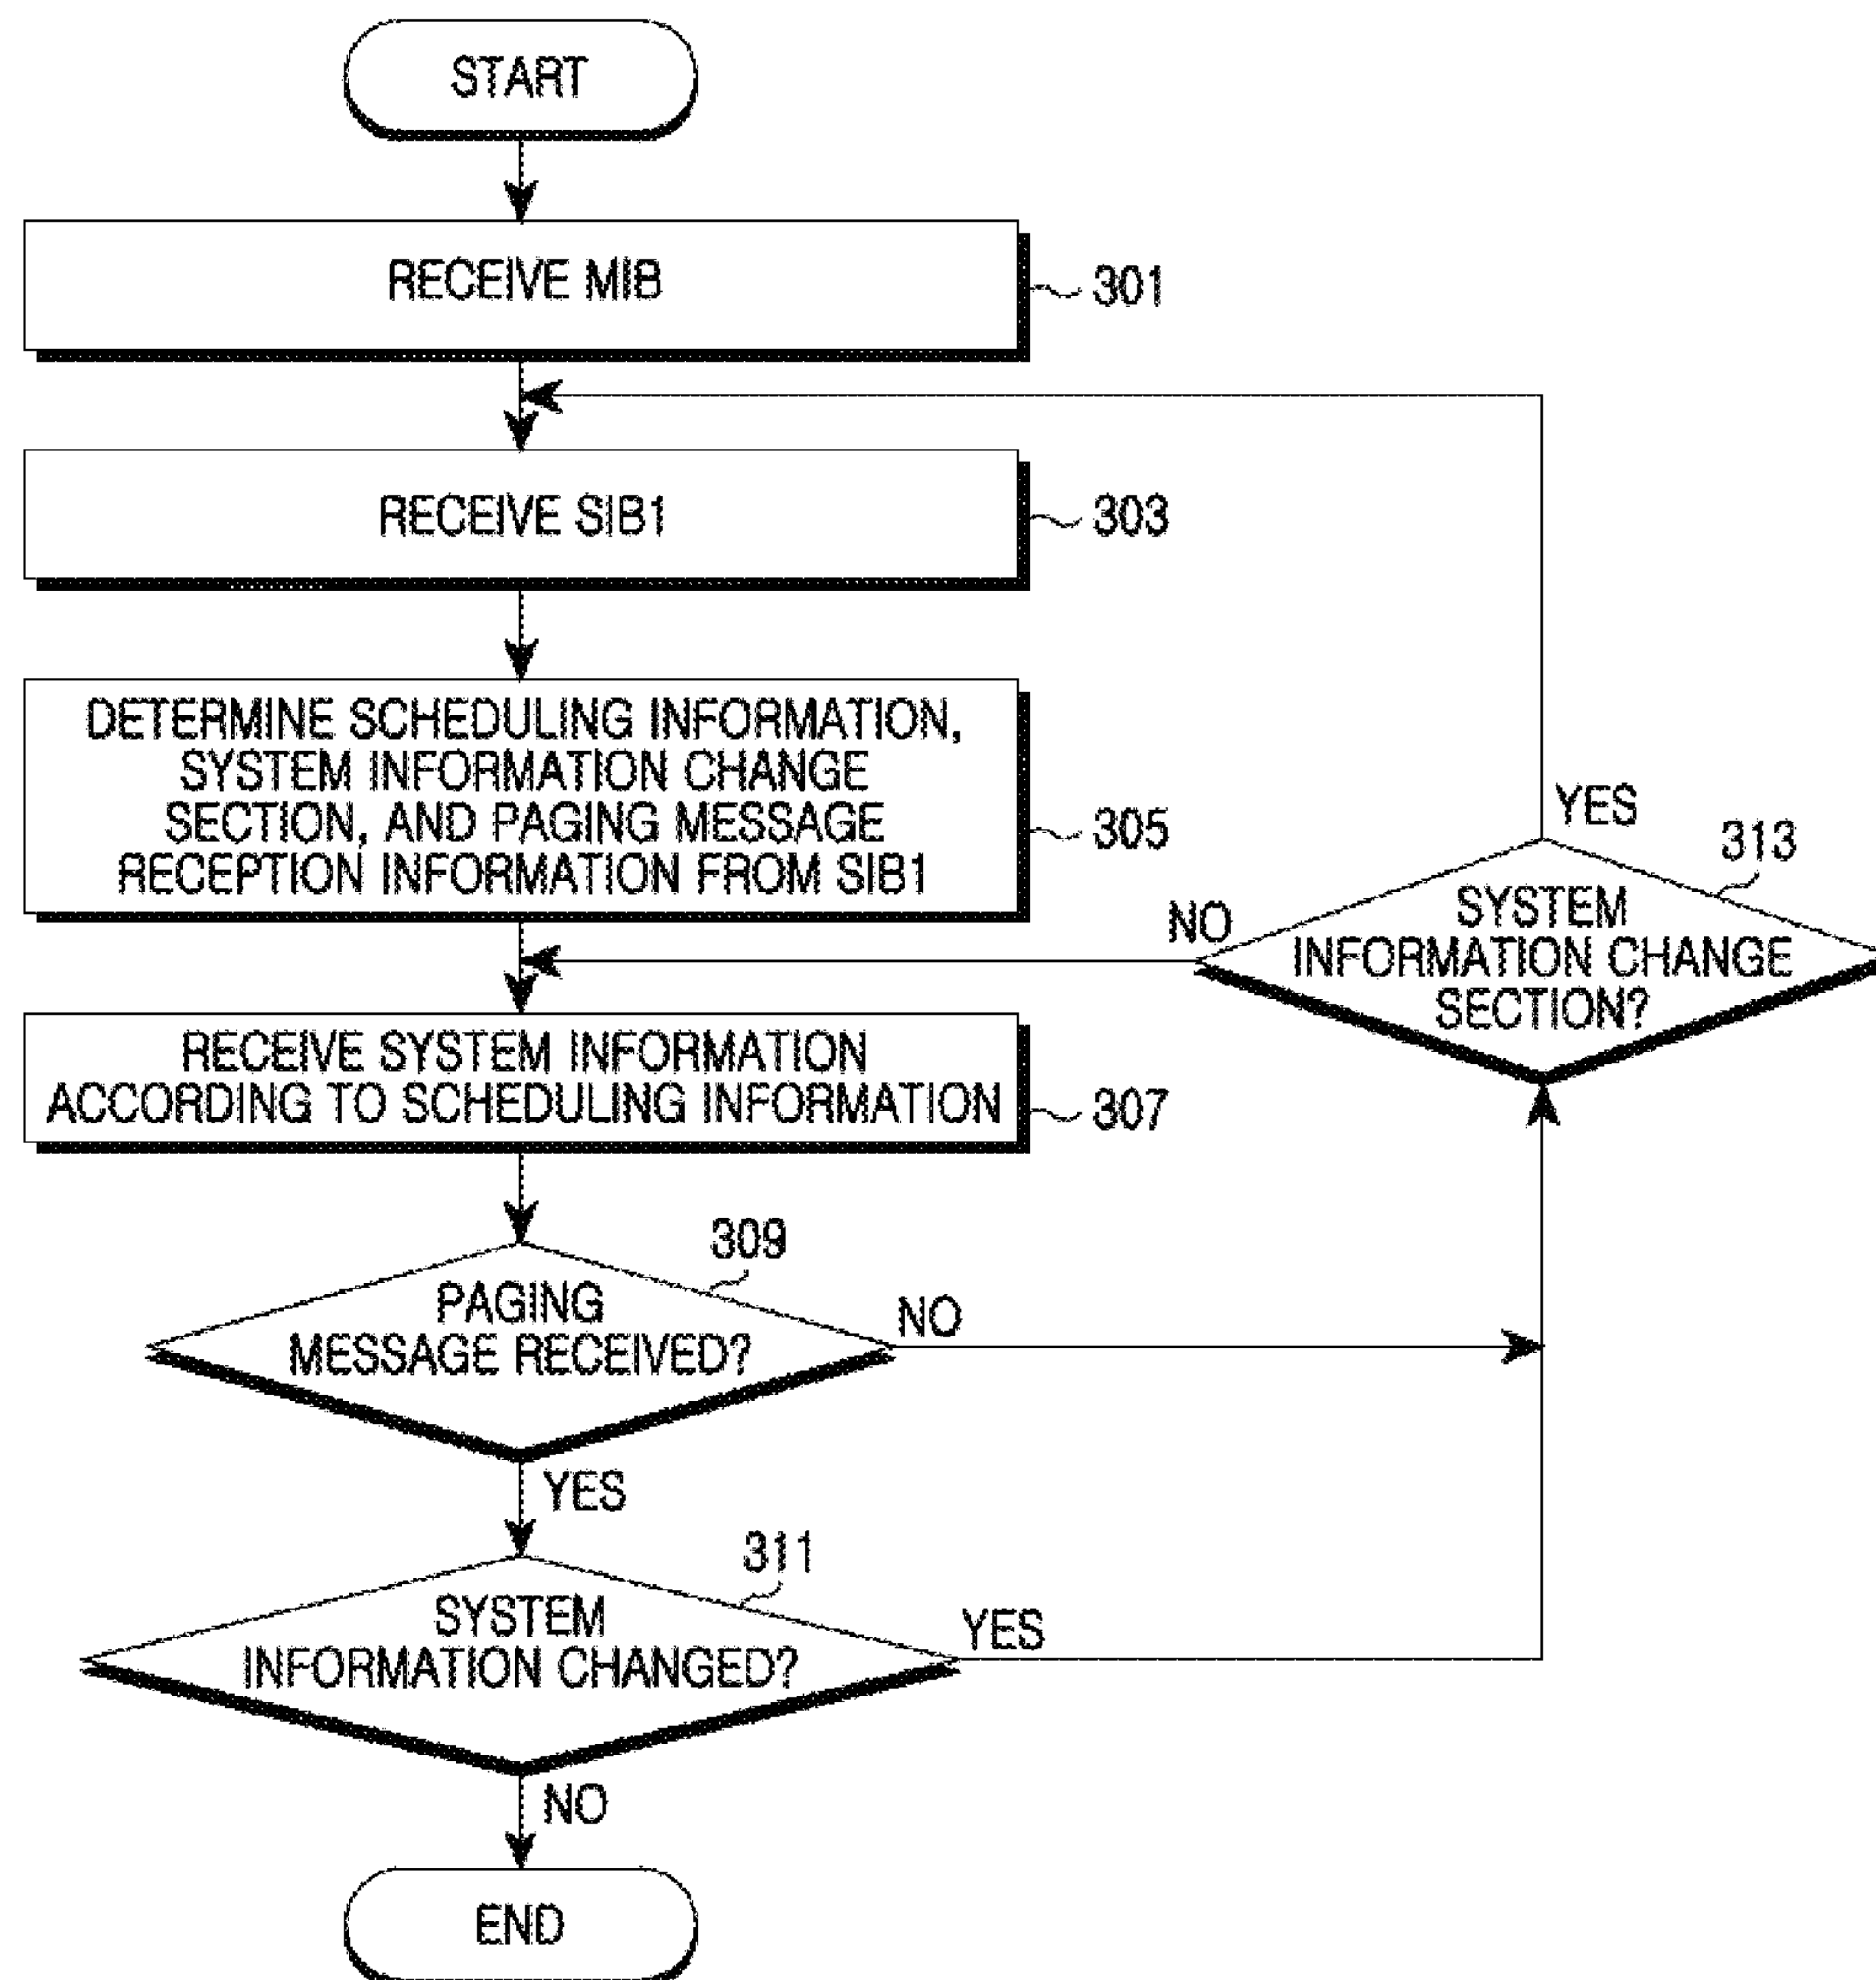 START
RECEIVE MIB
301
RECEIVE SIB1
303
DETERMINE SCHEDULING INFORMATION,
SYSTEM INFORMATION CHANGE
SECTION, AND PAGING MESSAGE
RECEPTION INFORMATION FROM SIB1
305
YES
313
NO
SYSTEM
INFORMATION CHANGE
SECTION?
RECEIVE SYSTEM INFORMATION
ACCORDING TO SCHEDULING INFORMATION
307
309
PAGING
MESSAGE RECEIVED?
NO
YES
311
SYSTEM
INFORMATION CHANGED?
YES
NO
END